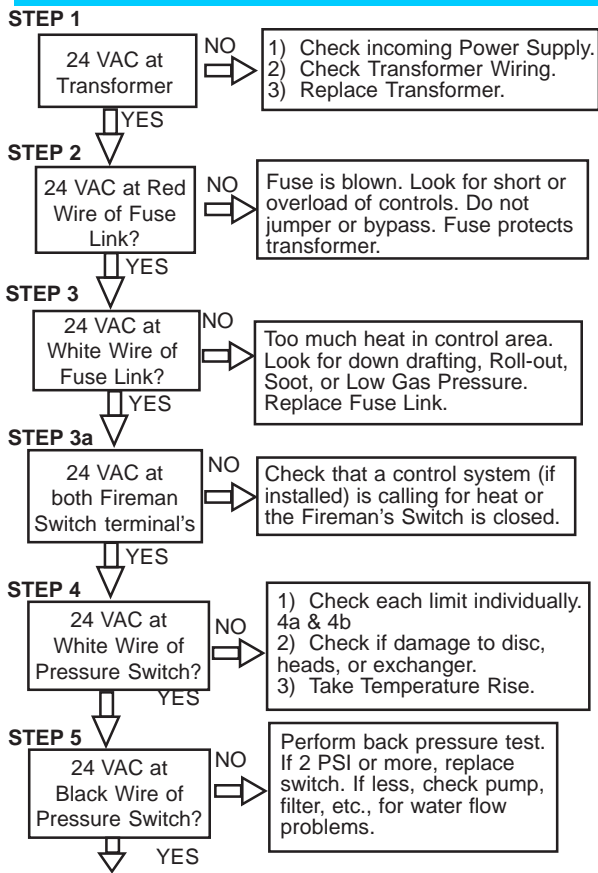 STEP 1
24 VAC at
Transformer
NO
1) Check incoming Power Supply.
2) Check Transformer Wiring.
3) Replace Transformer.
YES
STEP 2
24 VAC at Red
Wire of Fuse
Link?
NO
Fuse is blown. Look for short or
overload of controls. Do not
jumper or bypass. Fuse protects
transformer.
YES
STEP 3
24 VAC at
White Wire of
Fuse Link?
NO
Too much heat in control area.
Look for down drafting, Roll-out,
Soot, or Low Gas Pressure.
Replace Fuse Link.
YES
STEP 3a
24 VAC at
both Fireman
Switch terminal's
NO
Check that a control system (if
installed) is calling for heat or
the Fireman's Switch is closed.
YES
STEP 4
24 VAC at
White Wire of
Pressure Switch?
NO
1) Check each limit individually.
4a & 4b
2) Check if damage to disc,
heads, or exchanger.
3) Take Temperature Rise.
YES
STEP 5
24 VAC at
Black Wire of
Pressure Switch?
NO
Perform back pressure test.
If 2 PSI or more, replace
switch. If less, check pump,
filter, etc., for water flow
problems.
YES